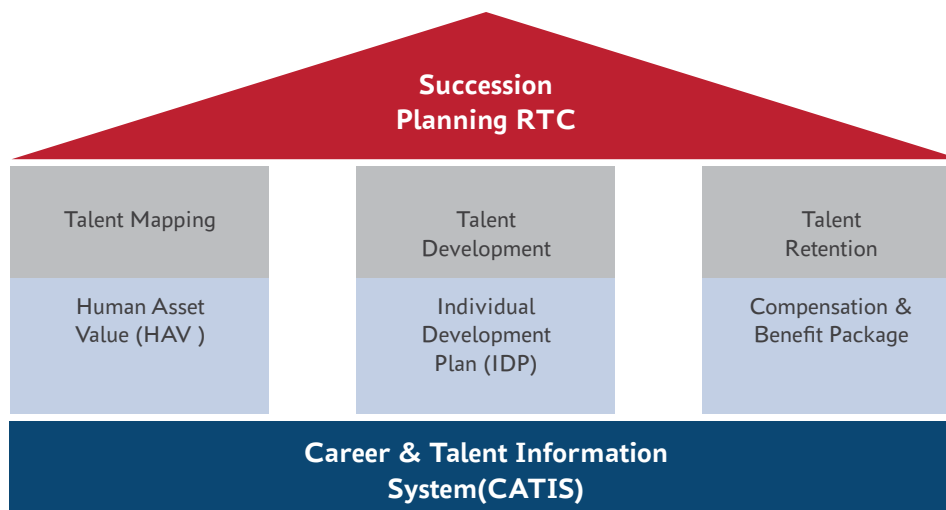 Succession
Planning RTC
Talent Mapping
Human Asset
Value (HAV )
Talent
Development
Individual
Development
Plan (IDP)
Talent
Retention
Compensation &
Benefit Package
Career & Talent Information
System(CATIS)